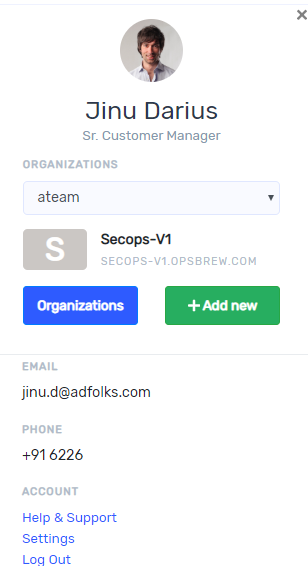 ×
Jinu Darius
Sr. Customer Manager
ORGANIZATIONS
ateam
S
Secops-V1
SECOPS-V1.OPSBREW.COM
Organizations
+ Add new
EMAIL
jinu.d@adfolks.com
PHONE
+91 6226
ACCOUNT
Help & Support
Settings
Log Out